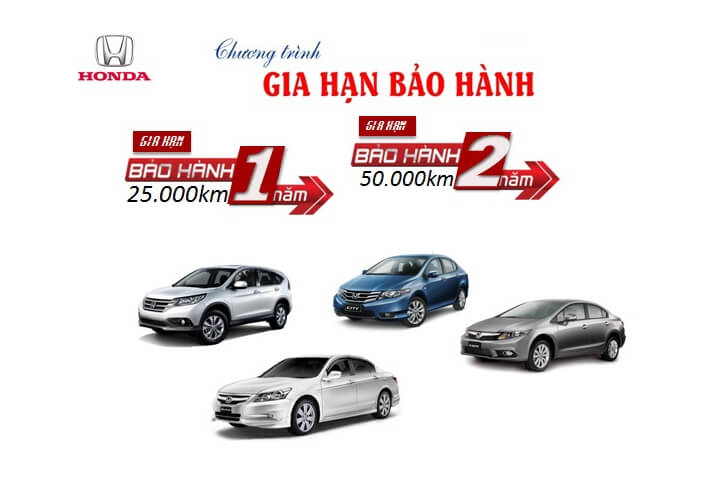 HONDA
Chương trình
GIA HẠN BẢO HÀNH
GIA HẠN
BẢO HÀNH 1 năm
25.000km
GIA HẠN
BẢO HÀNH 2 năm
50.000km
CITY